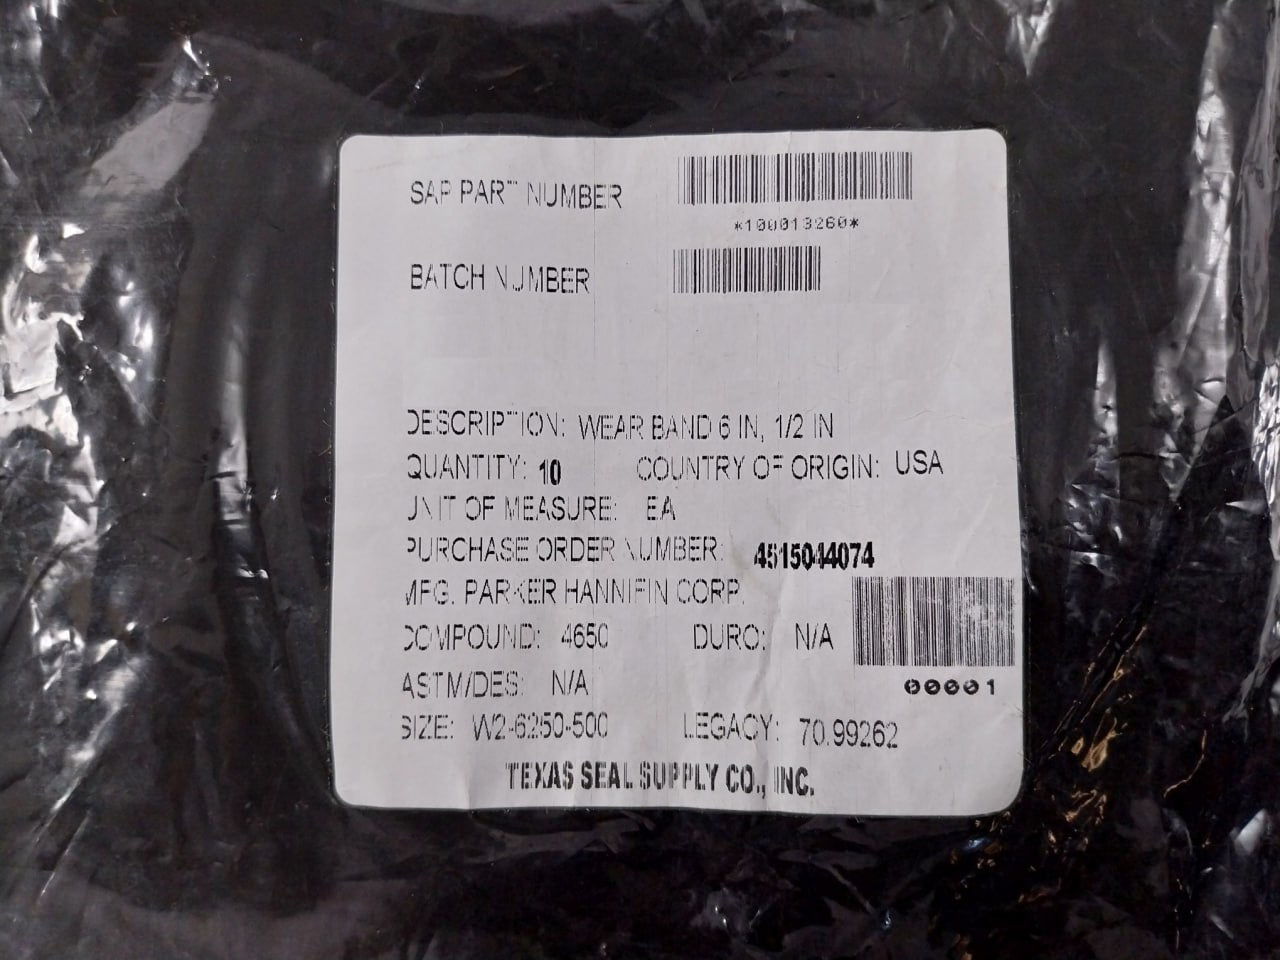 SAP PART NUMBER
*100013260*
BATCH NUMBER
DESCRIPTION: WEAR BAND 6 IN, 1/2 IN
QUANTITY: 10 COUNTRY OF ORIGIN: USA
UNIT OF MEASURE: EA
PURCHASE ORDER NUMBER: 4515044074
MFG. PARKER HANNIFIN CORP.
COMPOUND: 4650 DURO: N/A
ASTM/DES: N/A
00001
SIZE: W2-6250-500 LEGACY: 70.99262
TEXAS SEAL SUPPLY CO., INC.